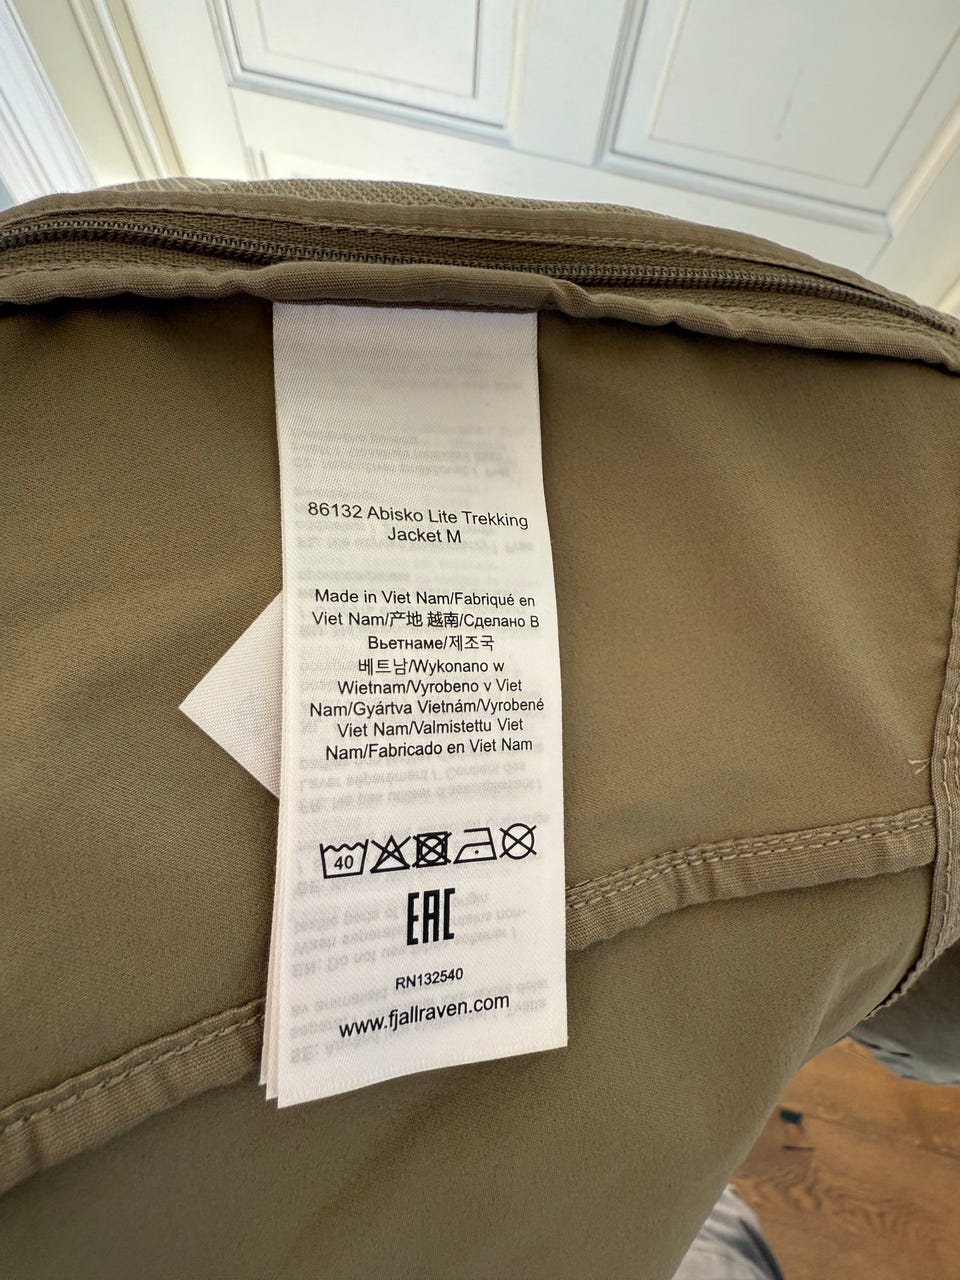 86132 Abisko Lite Trekking
Jacket M
Made in Viet Nam/Fabriqué en
Viet Nam/产地 越南/Сделано В
Вьетнаме/제조국
베트남/Wykonano w
Wietnam/Vyrobeno v Viet
Nam/Gyártva Vietnám/Vyrobené
Viet Nam/Valmistettu Viet
Nam/Fabricado en Viet Nam
40
EAC
RN132540
www.fjallraven.com